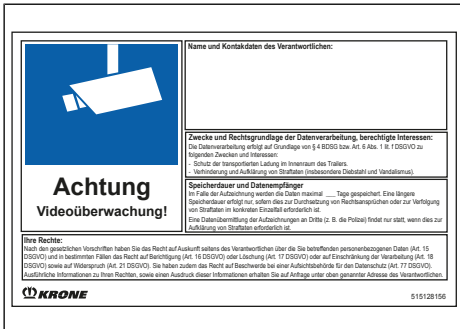 Name und Kontaktdaten des Verantwortlichen:
Achtung
Videoüberwachung!
Zwecke und Rechtsgrundlage der Datenverarbeitung, berechtigte Interessen:
Die Datenverarbeitung erfolgt auf Grundlage von § 4 BDSG bzw. Art. 6 Abs. 1 lit. f DSGVO zu
folgenden Zwecken und Interessen:
- Schutz der transportierten Ladung im Innenraum des Trailers.
- Verhinderung und Aufklärung von Straftaten (insbesondere Diebstahl und Vandalismus).
Speicherdauer und Datenempfänger
Im Falle der Aufzeichnung werden die Daten maximal ___ Tage gespeichert. Eine längere
Speicherdauer erfolgt nur, sofern dies zur Durchsetzung von Rechtsansprüchen oder zur Verfolgung
von Straftaten im konkreten Einzelfall erforderlich ist.
Eine Datenübermittlung der Aufzeichnungen an Dritte (z. B. die Polizei) findet nur statt, wenn dies zur
Aufklärung von Straftaten erforderlich ist.
Ihre Rechte:
Nach den gesetzlichen Vorschriften haben Sie das Recht auf Auskunft seitens des Verantwortlichen über die Sie betreffenden personenbezogenen Daten (Art. 15
DSGVO) und in bestimmten Fällen das Recht auf Berichtigung (Art. 16 DSGVO) oder Löschung (Art. 17 DSGVO) oder auf Einschränkung der Verarbeitung (Art. 18
DSGVO) sowie auf Widerspruch (Art. 21 DSGVO). Sie haben zudem das Recht auf Beschwerde bei einer Aufsichtsbehörde für den Datenschutz (Art. 77 DSGVO).
Ausführliche Informationen zu Ihren Rechten, sowie einen Ausdruck dieser Informationen erhalten Sie auf Anfrage unter oben genannter Adresse des Verantwortlichen.
KRONE
515128156